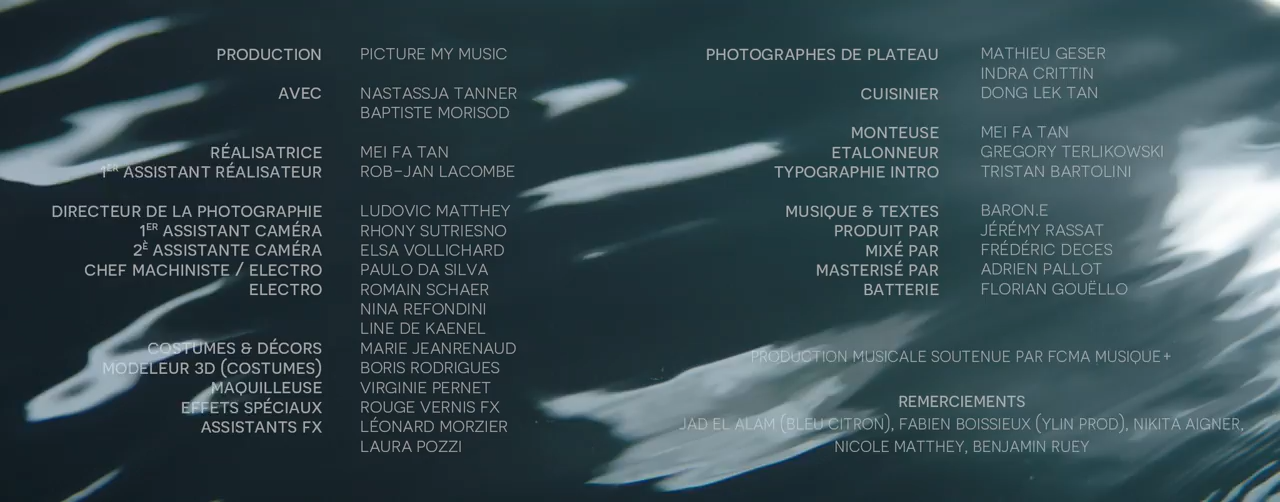 PRODUCTION PICTURE MY MUSIC
AVEC NASTASSJA TANNER
BAPTISTE MORISOD
RÉALISATRICE MEI FA TAN
1ER ASSISTANT RÉALISATEUR ROB-JAN LACOMBE
DIRECTEUR DE LA PHOTOGRAPHIE LUDOVIC MATTHEY
1ER ASSISTANT CAMÉRA RHONY SUTRIESNO
2È ASSISTANTE CAMÉRA ELSA VOLLICHARD
CHEF MACHINISTE / ELECTRO PAULO DA SILVA
ELECTRO ROMAIN SCHAER
NINA REFONDINI
LINE DE KAENEL
COSTUMES & DÉCORS MARIE JEANRENAUD
MODELEUR 3D (COSTUMES) BORIS RODRIGUES
MAQUILLEUSE VIRGINIE PERNET
EFFETS SPÉCIAUX ROUGE VERNIS FX
ASSISTANTS FX LÉONARD MORZIER
LAURA POZZI
PHOTOGRAPHES DE PLATEAU MATHIEU GESER
INDRA CRITTIN
CUISINIER DONG LEK TAN
MONTEUSE MEI FA TAN
ETALONNEUR GREGORY TERLIKOWSKI
TYPOGRAPHIE INTRO TRISTAN BARTOLINI
MUSIQUE & TEXTES BARON.E
PRODUIT PAR JÉRÉMY RASSAT
MIXÉ PAR FRÉDÉRIC DECES
MASTERISÉ PAR ADRIEN PALLOT
BATTERIE FLORIAN GOUËLLO
PRODUCTION MUSICALE SOUTENUE PAR FCMA MUSIQUE+
REMERCIEMENTS
JAD EL ALAM (BLEU CITRON), FABIEN BOISSIEUX (YLIN PROD), NIKITA AIGNER,
NICOLE MATTHEY, BENJAMIN RUEY